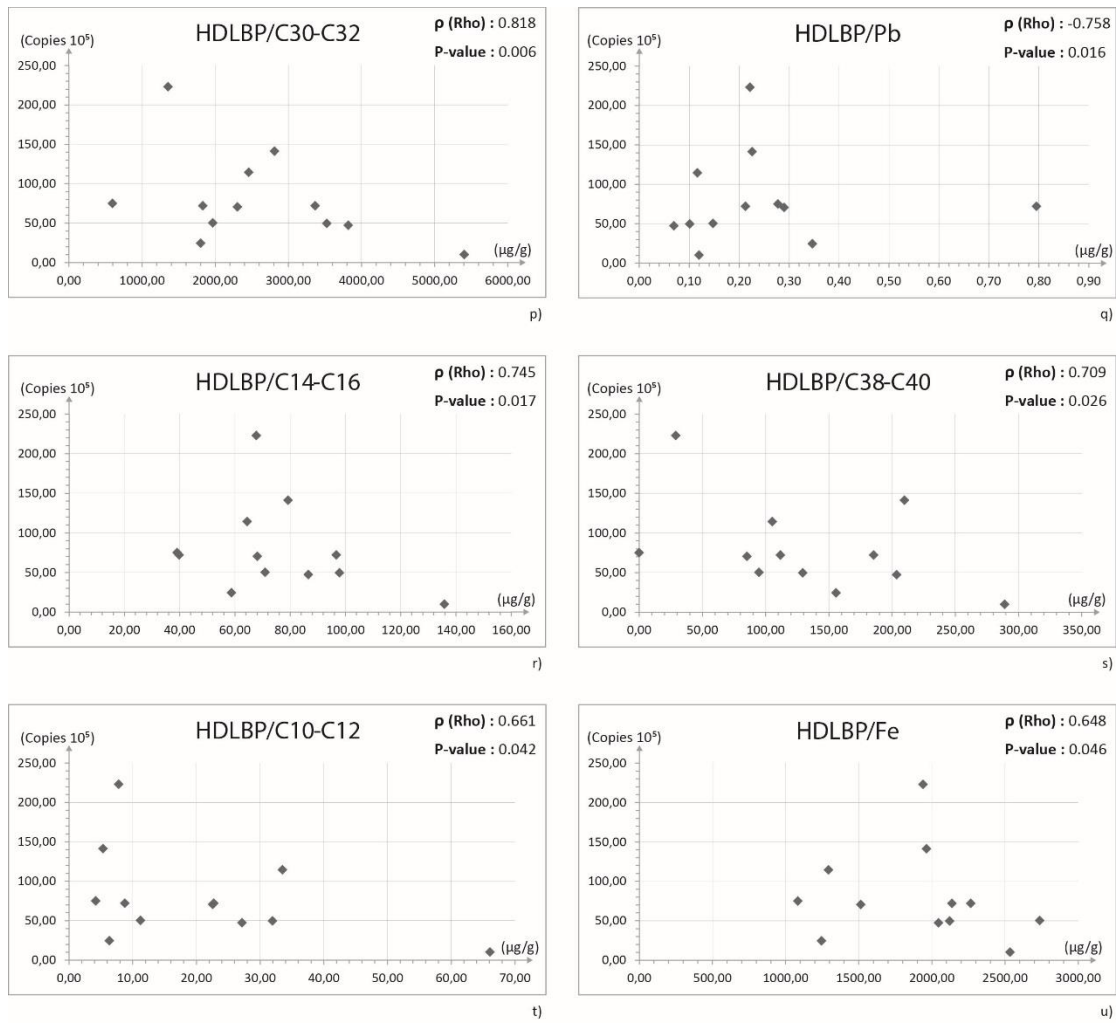 HDLBP/C30-C32
ρ (Rho) : 0.818
P-value : 0.006
(Copies 10⁵)
250,00
200,00
150,00
100,00
50,00
0,00
0,00 1000,00 2000,00 3000,00 4000,00 5000,00 6000,00
(µg/g)
p)
HDLBP/Pb
ρ (Rho) : -0.758
P-value : 0.016
(Copies 10⁵)
250,00
200,00
150,00
100,00
50,00
0,00
0,00 0,10 0,20 0,30 0,40 0,50 0,60 0,70 0,80 0,90
(µg/g)
q)
HDLBP/C14-C16
ρ (Rho) : 0.745
P-value : 0.017
(Copies 10⁵)
250,00
200,00
150,00
100,00
50,00
0,00
0,00 20,00 40,00 60,00 80,00 100,00 120,00 140,00 160,00
(µg/g)
r)
HDLBP/C38-C40
ρ (Rho) : 0.709
P-value : 0.026
(Copies 10⁵)
250,00
200,00
150,00
100,00
50,00
0,00
0,00 50,00 100,00 150,00 200,00 250,00 300,00 350,00
(µg/g)
s)
HDLBP/C10-C12
ρ (Rho) : 0.661
P-value : 0.042
(Copies 10⁵)
250,00
200,00
150,00
100,00
50,00
0,00
0,00 10,00 20,00 30,00 40,00 50,00 60,00 70,00
(µg/g)
t)
HDLBP/Fe
ρ (Rho) : 0.648
P-value : 0.046
(Copies 10⁵)
250,00
200,00
150,00
100,00
50,00
0,00
0,00 500,00 1000,00 1500,00 2000,00 2500,00 3000,00
(µg/g)
u)